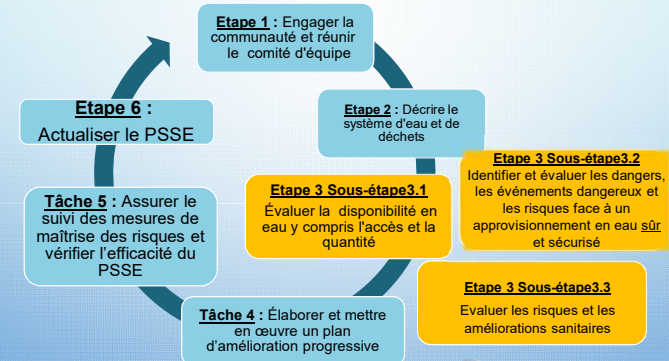 Etape 1 : Engager la
communauté et réunir
le comité d'équipe
Etape 2 : Décrire le
système d'eau et de
déchets
Etape 3 Sous-étape3.1
Évaluer la disponibilité en
eau y compris l'accès et la
quantité
Etape 3 Sous-étape3.2
Identifier et évaluer les dangers,
les événements dangereux et
les risques face à un
approvisionnement en eau sûr
et sécurisé
Etape 3 Sous-étape3.3
Evaluer les risques et les
améliorations sanitaires
Tâche 4 : Élaborer et mettre
en œuvre un plan
d'amélioration progressive
Tâche 5 : Assurer le
suivi des mesures de
maîtrise des risques et
vérifier l'efficacité du
PSSE
Etape 6 :
Actualiser le PSSE